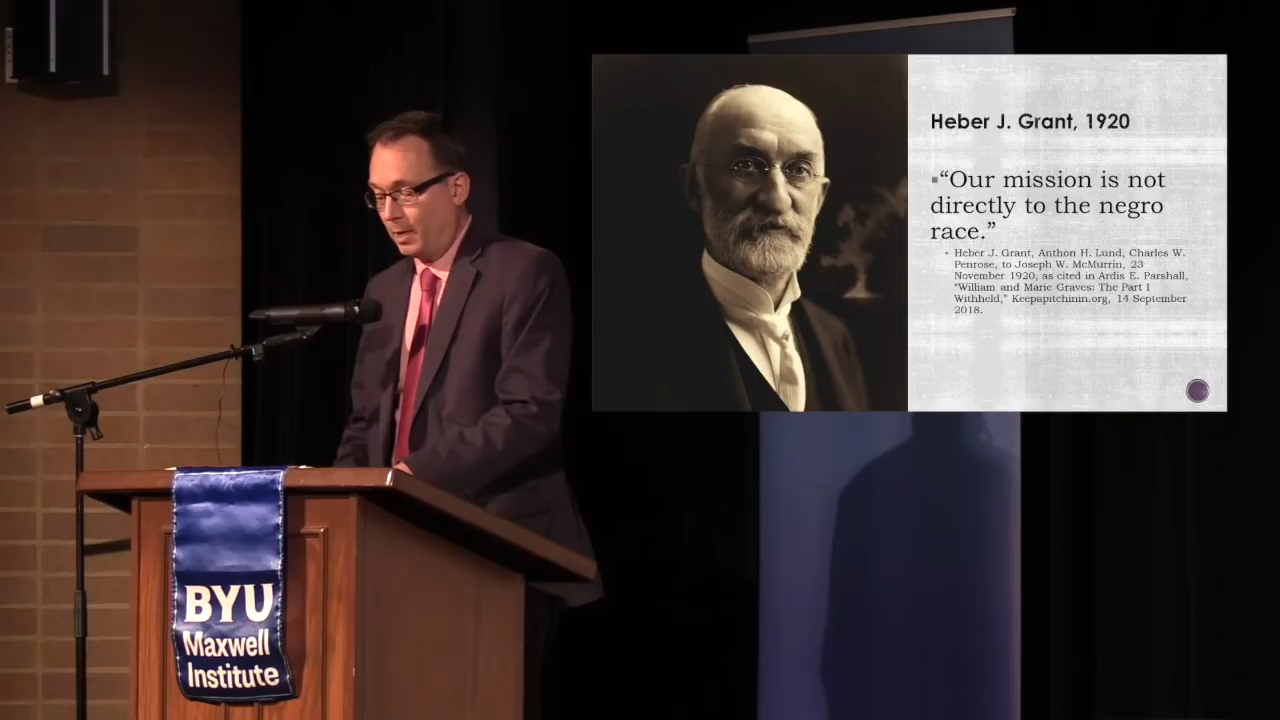 Heber J. Grant, 1920
“Our mission is not
directly to the negro
race.”
Heber J. Grant, Anthon H. Lund, Charles W.
Penrose, to Joseph W. McMurrin, 23
November 1920, as cited in Ardis E. Parshall,
“William and Marie Graves: The Part I
Withheld,” Keepapitchinin.org, 14 September
2018.
BYU
Maxwell
Institute